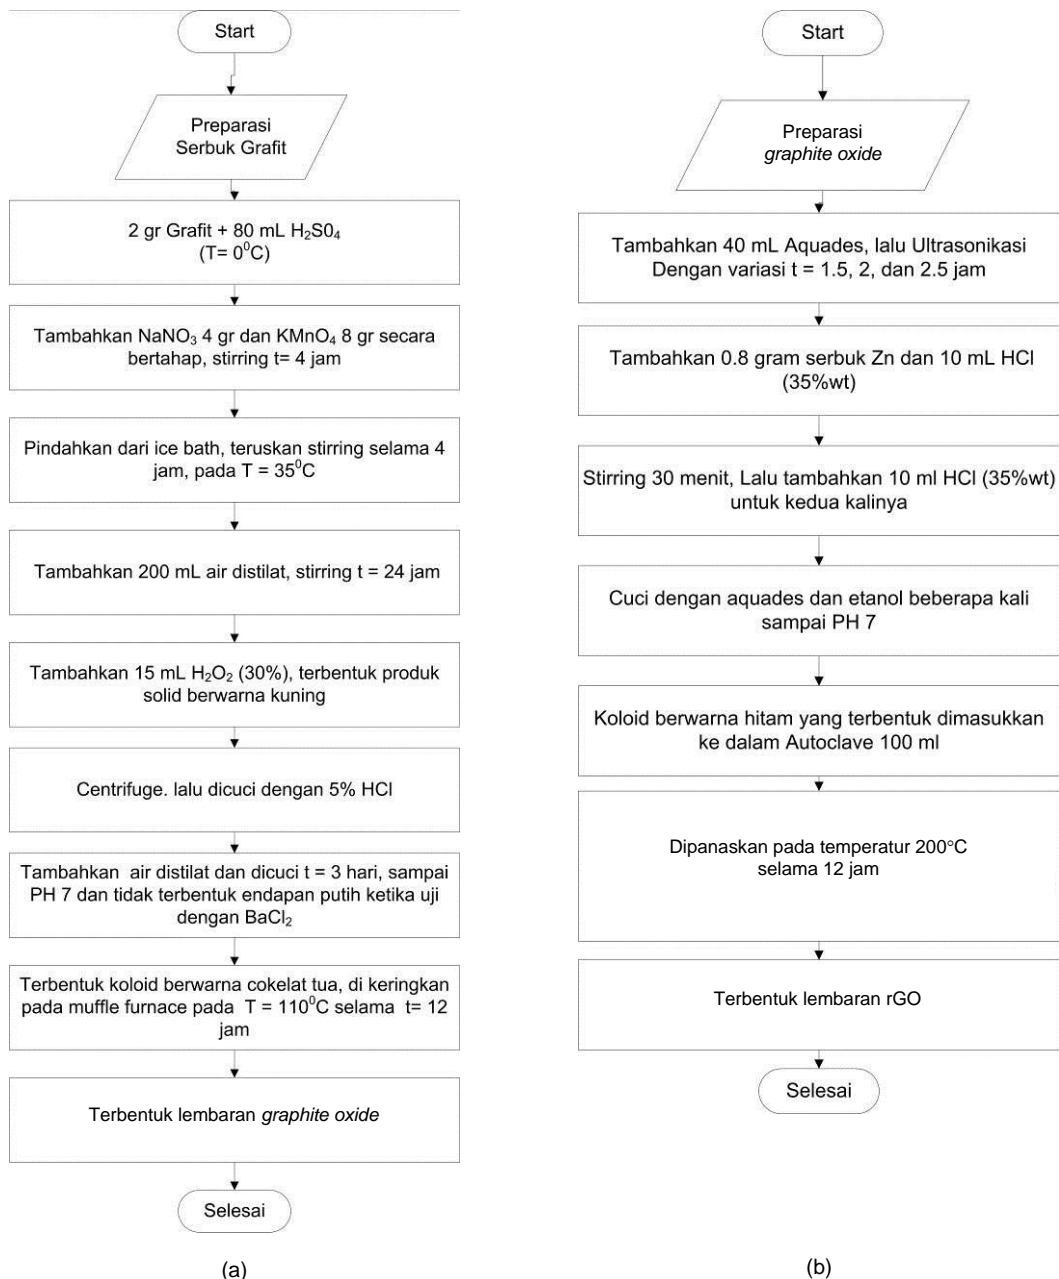 Start
Preparasi
Serbuk Grafit
2 gr Grafit + 80 mL H₂S0₄
(T= 0⁰C)
Tambahkan NaNO₃ 4 gr dan KMnO₄ 8 gr secara
bertahap, stirring t= 4 jam
Pindahkan dari ice bath, teruskan stirring selama 4
jam, pada T = 35⁰C
Tambahkan 200 mL air distilat, stirring t = 24 jam
Tambahkan 15 mL H₂O₂ (30%), terbentuk produk
solid berwarna kuning
Centrifuge. lalu dicuci dengan 5% HCl
Tambahkan air distilat dan dicuci t = 3 hari, sampai
PH 7 dan tidak terbentuk endapan putih ketika uji
dengan BaCl₂
Terbentuk koloid berwarna cokelat tua, di keringkan
pada muffle furnace pada T = 110⁰C selama t= 12
jam
Terbentuk lembaran graphite oxide
Selesai
(a)
Start
Preparasi
graphite oxide
Tambahkan 40 mL Aquades, lalu Ultrasonikasi
Dengan variasi t = 1.5, 2, dan 2.5 jam
Tambahkan 0.8 gram serbuk Zn dan 10 mL HCl
(35%wt)
Stirring 30 menit, Lalu tambahkan 10 ml HCl (35%wt)
untuk kedua kalinya
Cuci dengan aquades dan etanol beberapa kali
sampai PH 7
Koloid berwarna hitam yang terbentuk dimasukkan
ke dalam Autoclave 100 ml
Dipanaskan pada temperatur 200°C
selama 12 jam
Terbentuk lembaran rGO
Selesai
(b)